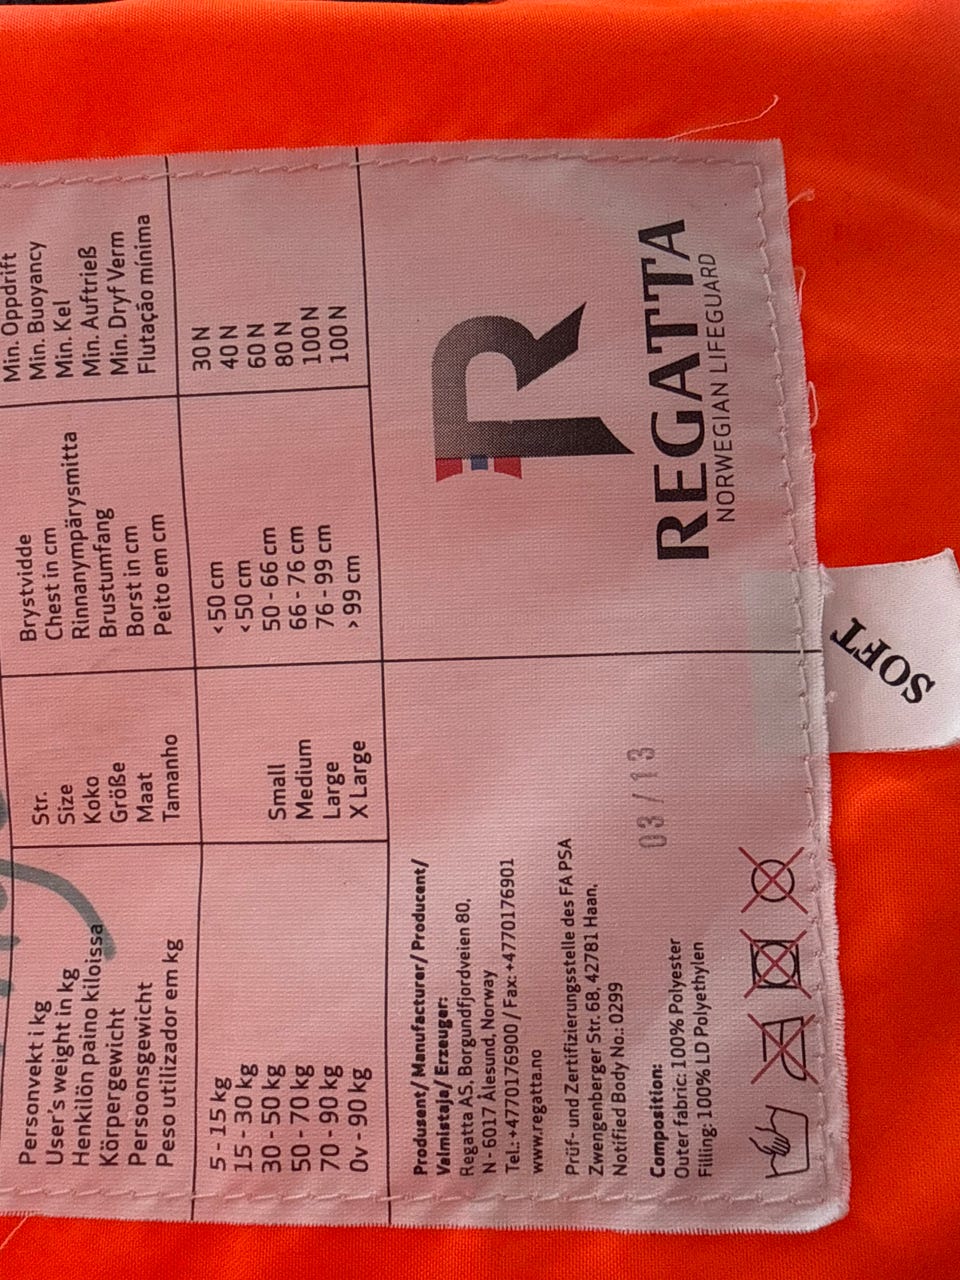 Personvekt i kg
User's weight in kg
Henkilön paino kiloissa
Körpergewicht
Persoonsgewicht
Peso utilizador em kg
Str.
Size
Koko
Größe
Maat
Tamanho
Brystvidde
Chest in cm
Rinnanympärysmitta
Brustumfang
Borst in cm
Peito em cm
Min. Oppdrift
Min. Buoyancy
Min. Kel
Min. Auftrieß
Min. Dryf Verm
Flutação mínima
5 - 15 kg <50 cm 30 N
15 - 30 kg <50 cm 40 N
30 - 50 kg Small 50 - 66 cm 60 N
50 - 70 kg Medium 66 - 76 cm 80 N
70 - 90 kg Large 76 - 99 cm 100 N
Ov - 90 kg X Large > 99 cm 100 N
Produsent/ Manufacturer/ Producent/
Valmistaja/ Erzeuger:
Regatta AS, Borgundfjordveien 80,
N - 6017 Ålesund, Norway
Tel.: +4770176900 / Fax: +4770176901
www.regatta.no
Prüf- und Zertifizierungsstelle des FA PSA
Zwengenberger Str. 68, 42781 Haan,
Notified Body No.: 0299
03 / 13
Composition:
Outer fabric: 100% Polyester
Filling: 100% LD Polyethylen
R
REGATTA
NORWEGIAN LIFEGUARD
SOFT